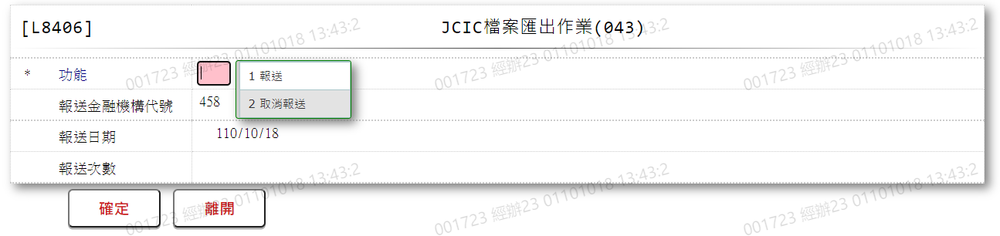 [L8406] JCIC檔案匯出作業(043)
* 功能 1 報送
2 取消報送
報送金融機構代號 458
報送日期 110/10/18
報送次數
確定 離開
001723 經辦23 01101018 13:43:2
001723 經辦23 01101018 13:43:2
001723 經辦23 01101018 13:43:2
001723 經辦23 01101018 13:43:2
001723 經辦23 01101018 13:43:2
001723 經辦23 01101018 13:43:2